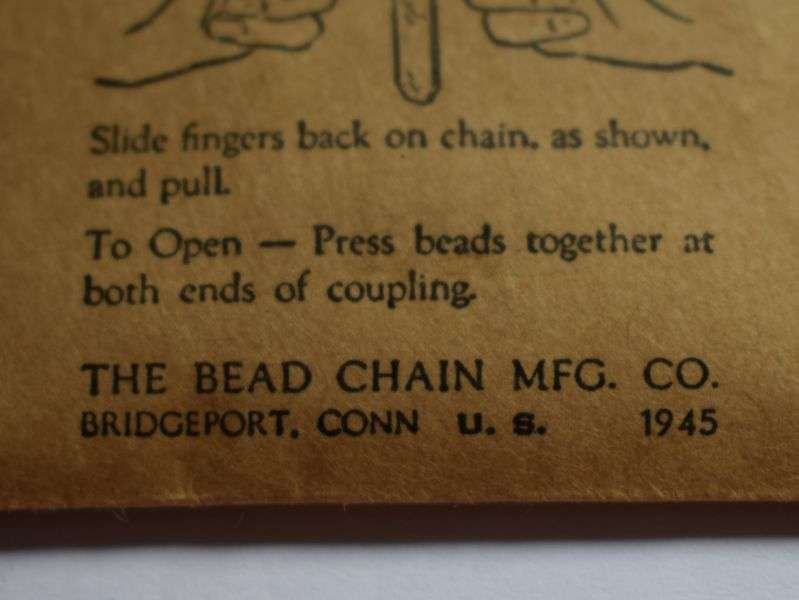 Slide fingers back on chain, as shown,
and pull.
To Open — Press beads together at
both ends of coupling.
THE BEAD CHAIN MFG. CO.
BRIDGEPORT, CONN U. S. 1945